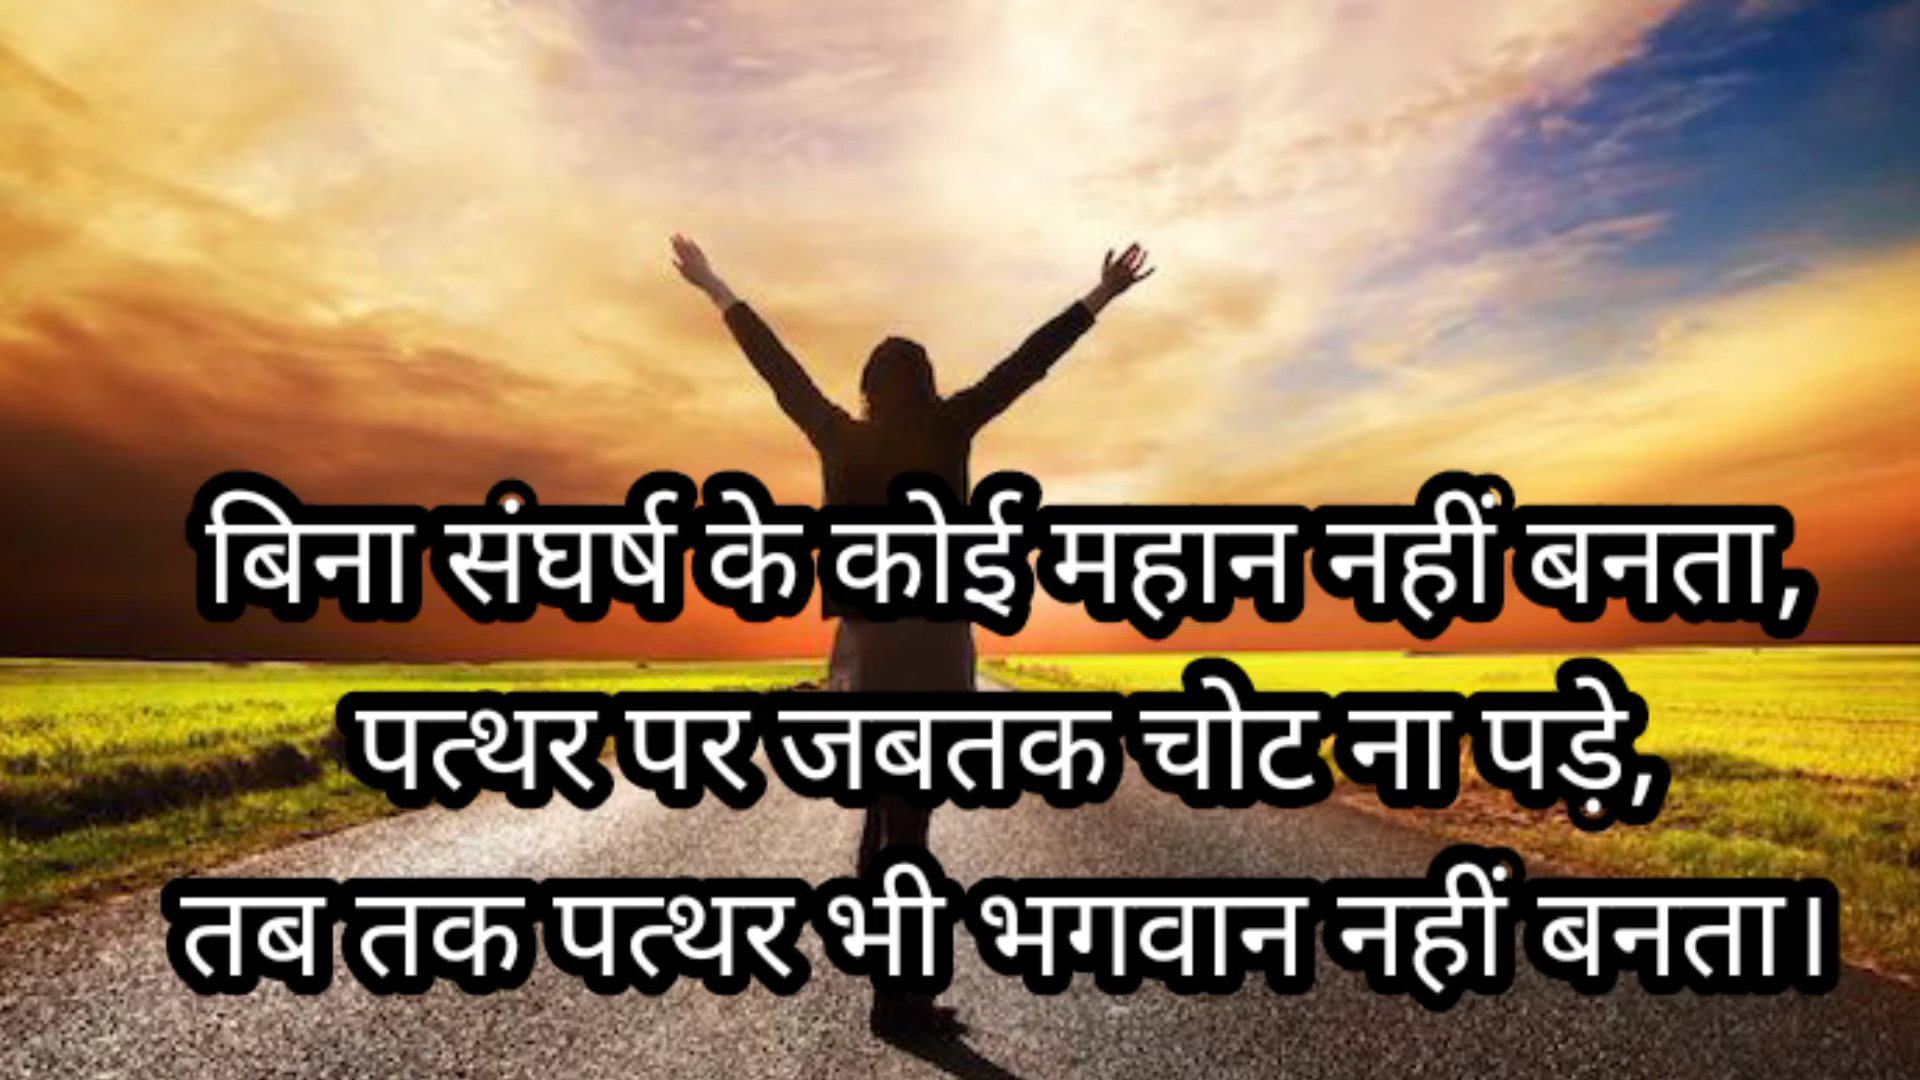 बिना संघर्ष के कोई महान नहीं बनता,
पत्थर पर जबतक चोट ना पड़े,
तब तक पत्थर भी भगवान नहीं बनता।